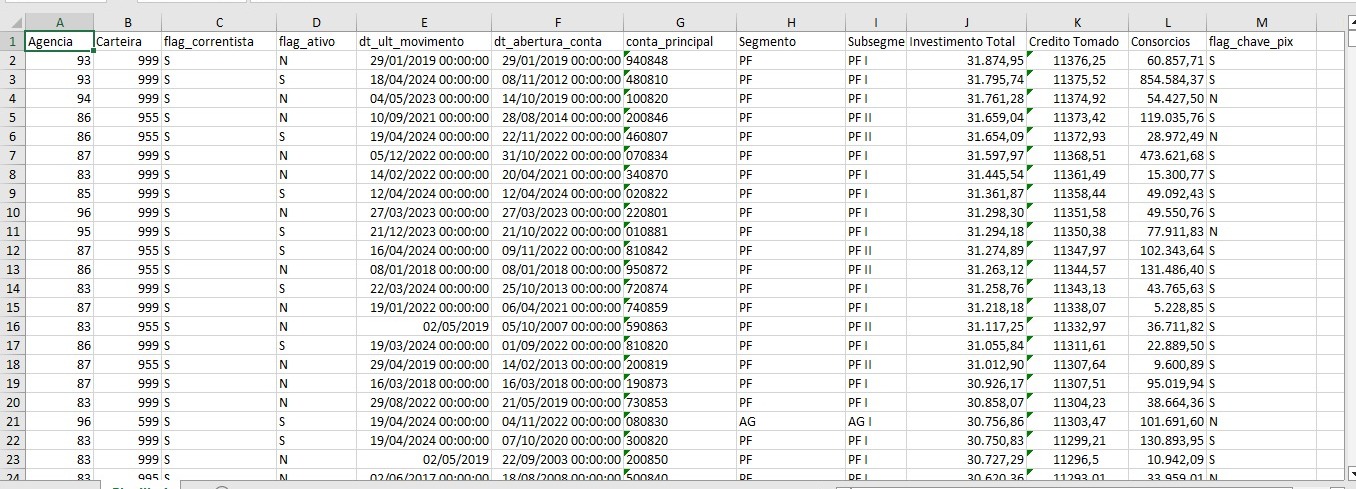 A B C D E F G H I J K L M
1 Agencia Carteira flag_correntista flag_ativo dt_ult_movimento dt_abertura_conta conta_principal Segmento Subsegme Investimento Total Credito Tomado Consorcios flag_chave_pix
2 93 999 S N 29/01/2019 00:00:00 29/01/2019 00:00:00 940848 PF PF I 31.874,95 11376,25 60.857,71 S
3 93 999 S S 18/04/2024 00:00:00 08/11/2012 00:00:00 480810 PF PF I 31.795,74 11375,52 854.584,37 S
4 94 999 S N 04/05/2023 00:00:00 14/10/2019 00:00:00 100820 PF PF I 31.761,28 11374,92 54.427,50 N
5 86 955 S N 10/09/2021 00:00:00 28/08/2014 00:00:00 200846 PF PF II 31.659,04 11373,42 119.035,76 S
6 86 955 S S 19/04/2024 00:00:00 22/11/2022 00:00:00 460807 PF PF II 31.654,09 11372,93 28.972,49 N
7 87 999 S N 05/12/2022 00:00:00 31/10/2022 00:00:00 070834 PF PF I 31.597,97 11368,51 473.621,68 S
8 83 999 S N 14/02/2022 00:00:00 20/04/2021 00:00:00 340870 PF PF I 31.445,54 11361,49 15.300,77 S
9 85 999 S S 12/04/2024 00:00:00 12/04/2024 00:00:00 020822 PF PF I 31.361,87 11358,44 49.092,43 S
10 96 999 S N 27/03/2023 00:00:00 27/03/2023 00:00:00 220801 PF PF I 31.298,30 11351,58 49.550,76 S
11 95 999 S S 21/12/2023 00:00:00 21/10/2022 00:00:00 010881 PF PF I 31.294,18 11350,38 77.911,83 N
12 87 955 S S 16/04/2024 00:00:00 09/11/2022 00:00:00 810842 PF PF II 31.274,89 11347,97 102.343,64 S
13 86 955 S N 08/01/2018 00:00:00 08/01/2018 00:00:00 950872 PF PF II 31.263,12 11344,57 131.486,40 S
14 83 999 S S 22/03/2024 00:00:00 25/10/2013 00:00:00 720874 PF PF I 31.258,76 11343,13 43.765,63 S
15 87 999 S N 19/01/2022 00:00:00 06/04/2021 00:00:00 740859 PF PF I 31.218,18 11338,07 5.228,85 S
16 83 955 S N 02/05/2019 05/10/2007 00:00:00 590863 PF PF II 31.117,25 11332,97 36.711,82 S
17 86 999 S S 19/03/2024 00:00:00 01/09/2022 00:00:00 810820 PF PF I 31.055,84 11311,61 22.889,50 S
18 87 955 S N 29/04/2019 00:00:00 14/02/2013 00:00:00 200819 PF PF II 31.012,90 11307,64 9.600,89 S
19 87 999 S N 16/03/2018 00:00:00 16/03/2018 00:00:00 190873 PF PF I 30.926,17 11307,51 95.019,94 S
20 83 999 S N 29/08/2022 00:00:00 21/05/2019 00:00:00 730853 PF PF I 30.858,07 11304,23 38.664,36 S
21 96 599 S S 19/04/2024 00:00:00 04/11/2022 00:00:00 080830 AG AG I 30.756,86 11303,47 101.691,60 N
22 83 999 S S 19/04/2024 00:00:00 07/10/2020 00:00:00 300820 PF PF I 30.750,83 11299,21 130.893,95 S
23 83 999 S N 02/05/2019 22/09/2003 00:00:00 200850 PF PF I 30.727,29 11296,5 10.942,09 S
24 83 995 S N 02/06/2017 00:00:00 18/08/2008 00:00:00 500840 PF PF I 30.620,36 11293,01 33.959,01 N